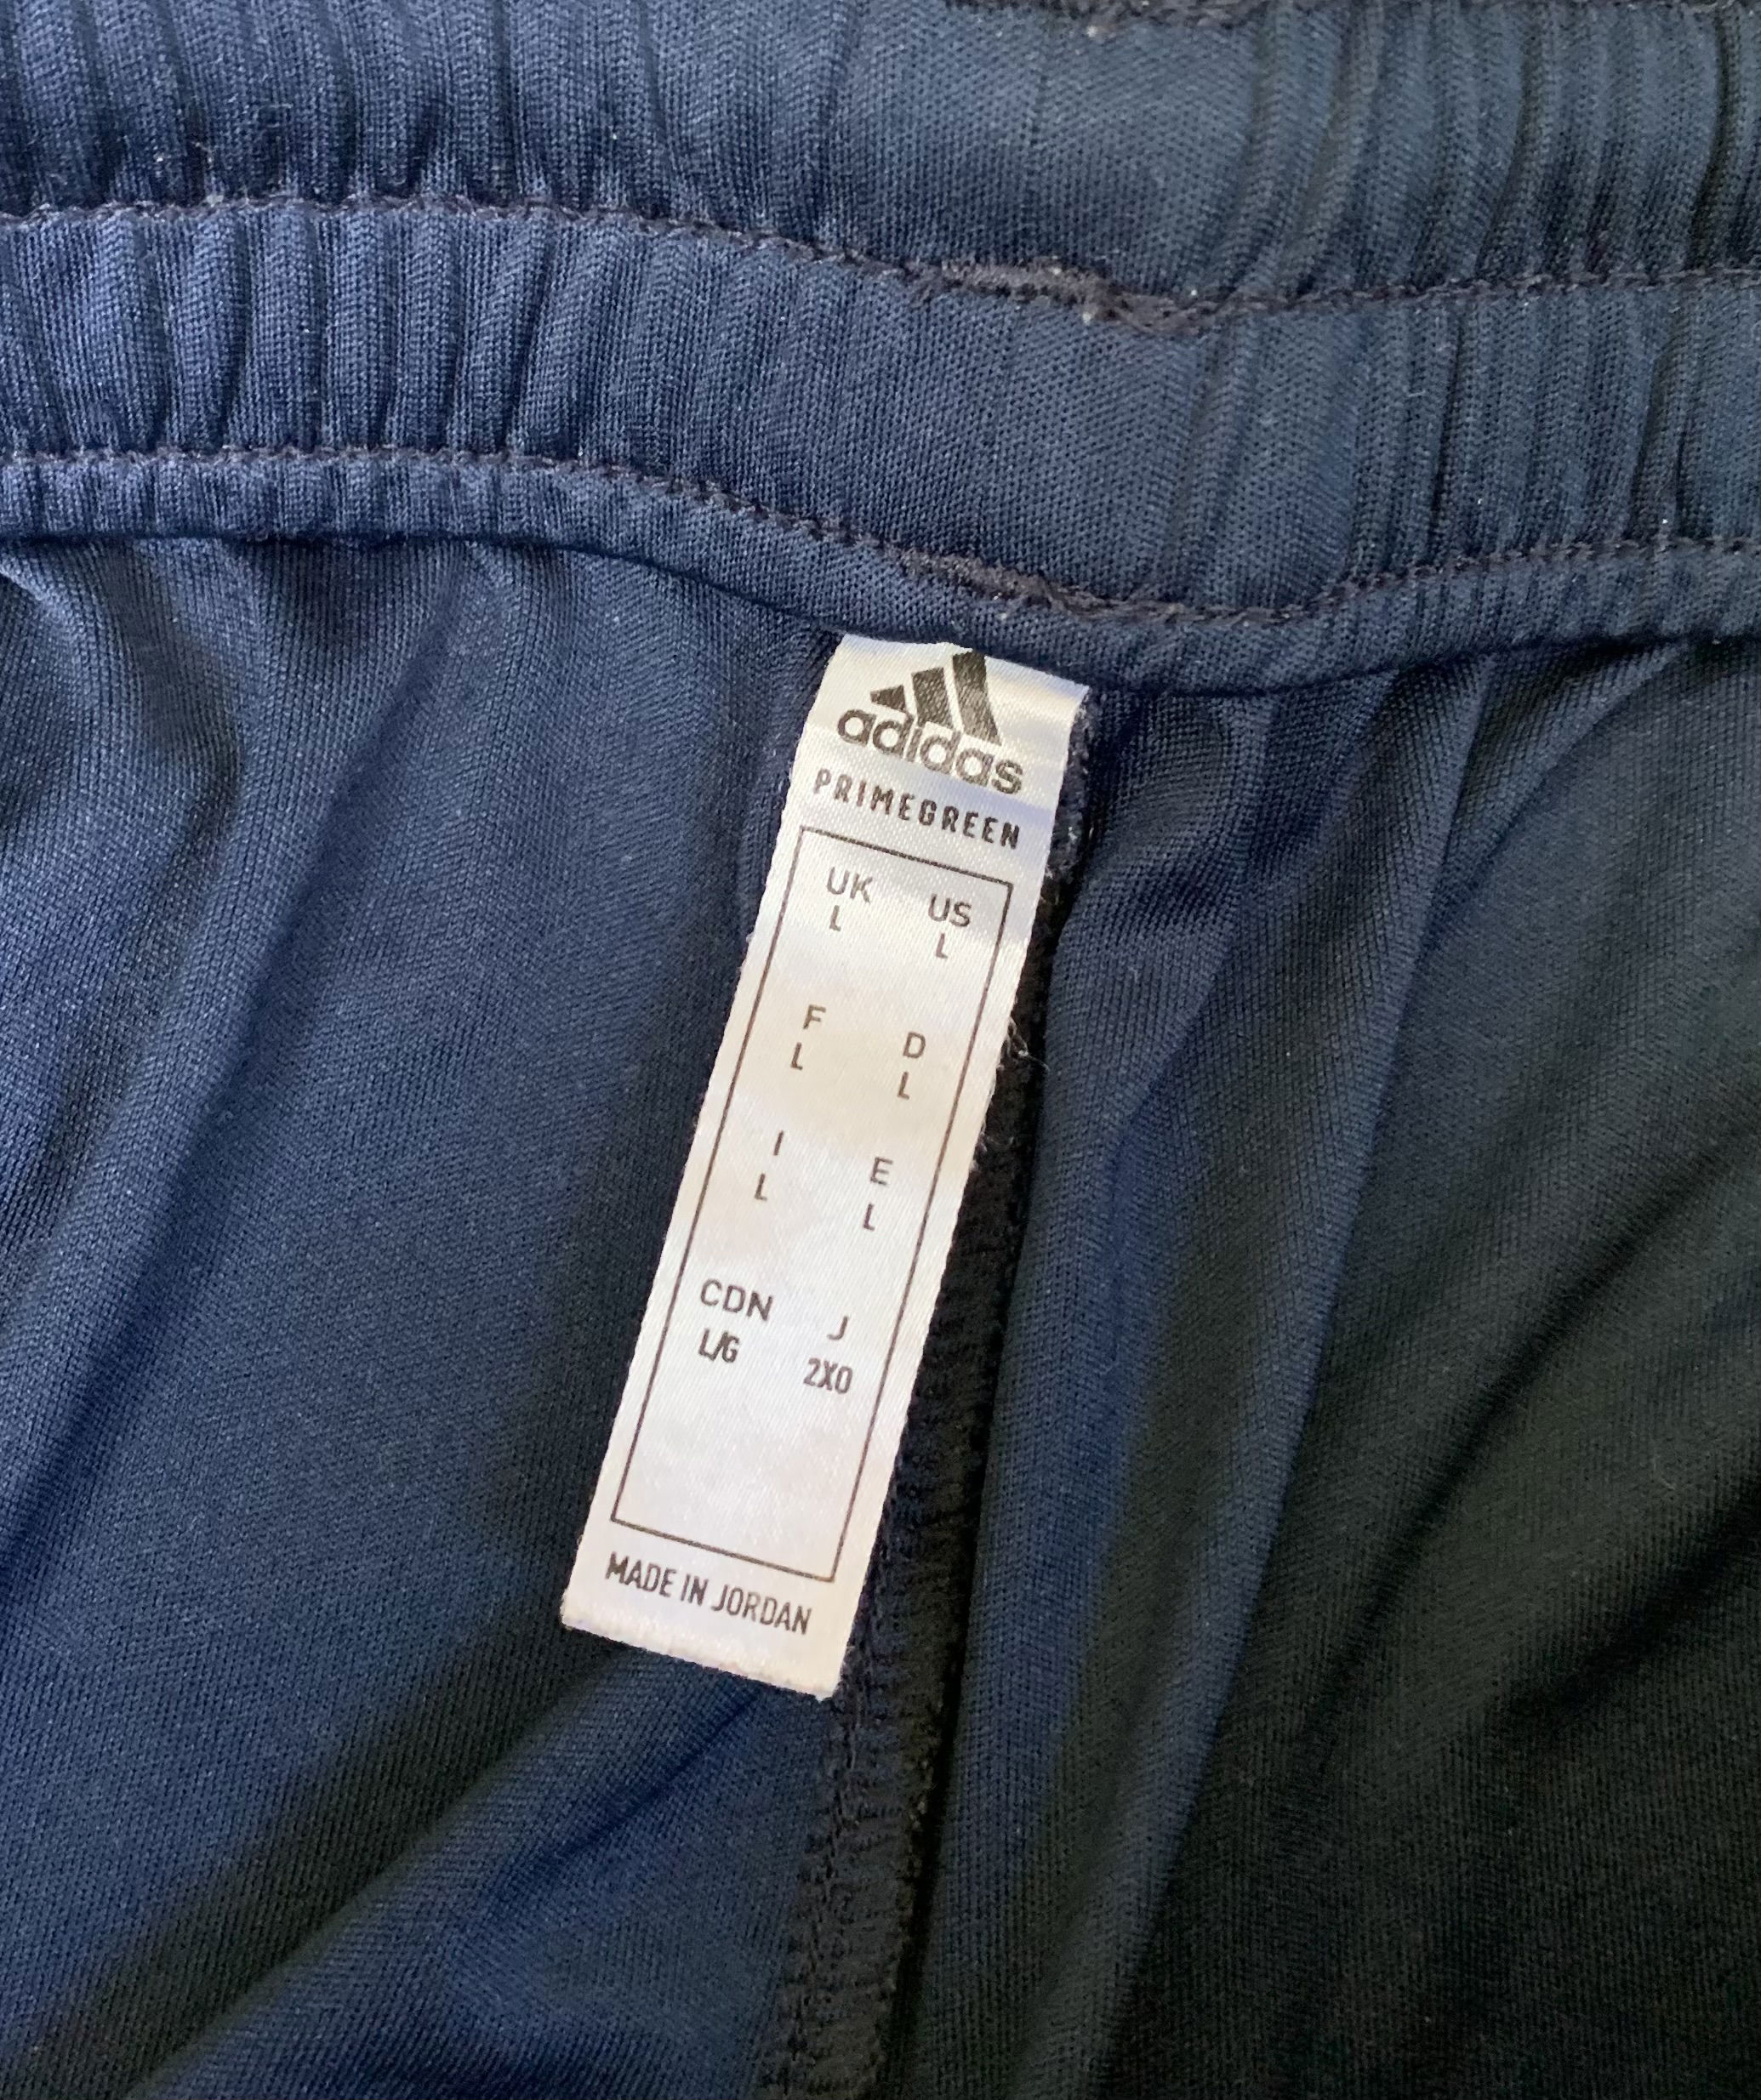 adidas
PRIMEGREEN
UK US
L L
F D
L L
I E
L L
CDN J
L/G 2XO
MADE IN JORDAN